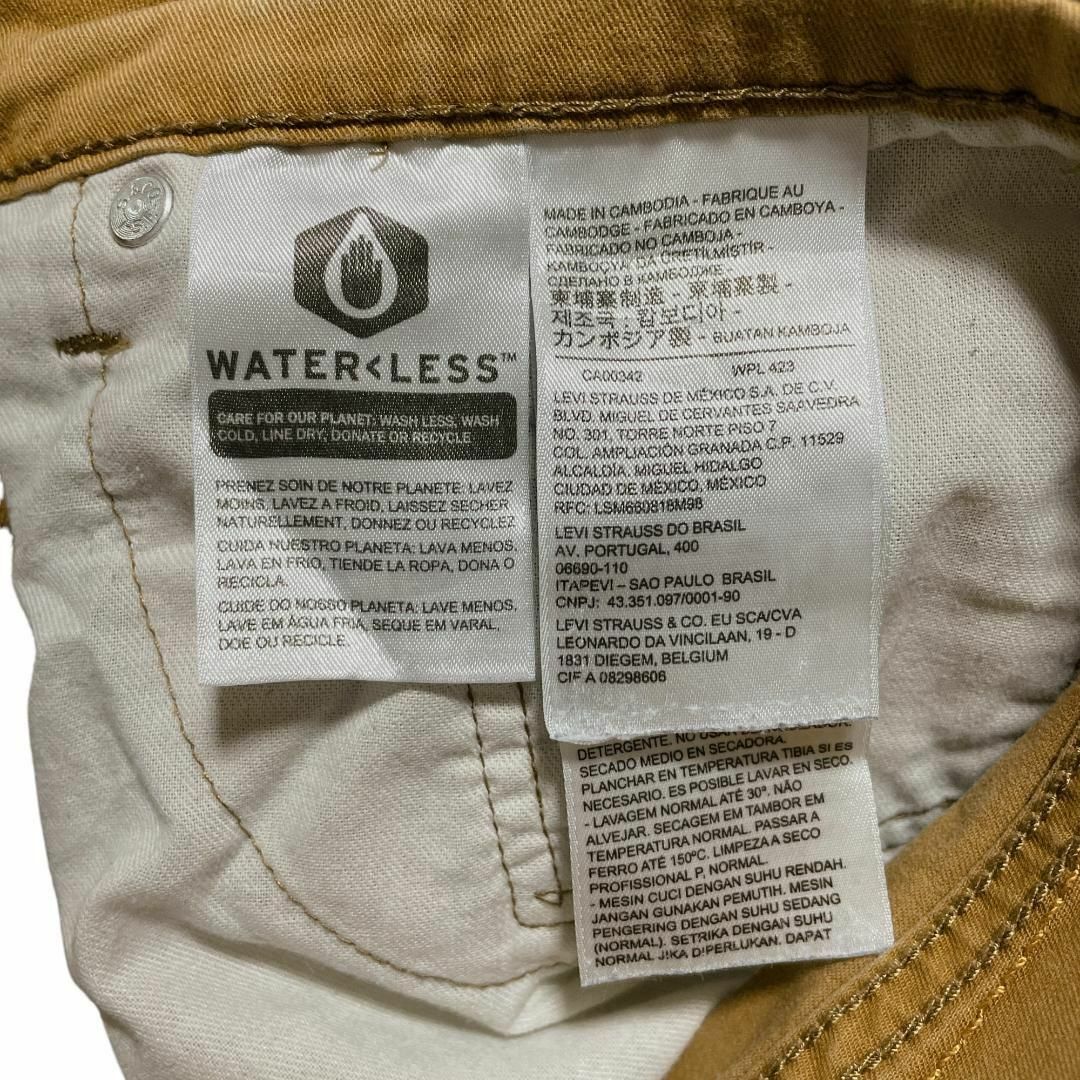 WATER<LESS™
CARE FOR OUR PLANET: WASH LESS, WASH
COLD, LINE DRY, DONATE OR RECYCLE
PRENEZ SOIN DE NOTRE PLANETE: LAVEZ
MOINS, LAVEZ A FROID, LAISSEZ SECHER
NATURELLEMENT, DONNEZ OU RECYCLEZ
CUIDA NUESTRO PLANETA: LAVA MENOS,
LAVA EN FRIO, TIENDE LA ROPA, DONA O
RECICLA.
CUIDE DO NOSSO PLANETA: LAVE MENOS,
LAVE EM ÁGUA FRIA, SEQUE EM VARAL,
DOE OU RECICLE.
MADE IN CAMBODIA - FABRIQUE AU
CAMBODGE - FABRICADO EN CAMBOYA -
FABRICADO NO CAMBOJA -
KAMBOÇYA' DA ÜRETİLMİŞTİR -
СДЕЛАНО В КАМБОДЖЕ
柬埔寨制造 - 柬埔寨製 -
제조국 : 캄보디아 -
カンボジア製 - BUATAN KAMBOJA
CA00342 WPL 423
LEVI STRAUSS DE MÉXICO S.A. DE C.V.
BLVD. MIGUEL DE CERVANTES SAAVEDRA
NO. 301, TORRE NORTE PISO 7
COL. AMPLIACIÓN GRANADA C.P. 11529
ALCALDÍA, MIGUEL HIDALGO
CIUDAD DE MÉXICO, MÉXICO
RFC: LSM660818M98
LEVI STRAUSS DO BRASIL
AV. PORTUGAL, 400
06690-110
ITAPEVI – SAO PAULO BRASIL
CNPJ: 43.351.097/0001-90
LEVI STRAUSS & CO. EU SCA/CVA
LEONARDO DA VINCILAAN, 19 - D
1831 DIEGEM, BELGIUM
CIF A 08298606
DETERGENTE. NO USAR
SECADO MEDIO EN SECADORA.
PLANCHAR EN TEMPERATURA TIBIA SI ES
NECESARIO. ES POSIBLE LAVAR EN SECO.
- LAVAGEM NORMAL ATÉ 30º. NÃO
ALVEJAR. SECAGEM EM TAMBOR EM
TEMPERATURA NORMAL. PASSAR A
FERRO ATÉ 150ºC. LIMPEZA A SECO
PROFISSIONAL P, NORMAL.
- MESIN CUCI DENGAN SUHU RENDAH.
JANGAN GUNAKAN PEMUTIH. MESIN
PENGERING DENGAN SUHU SEDANG
(NORMAL). SETRIKA DENGAN SUHU
NORMAL JIKA DIPERLUKAN. DAPAT